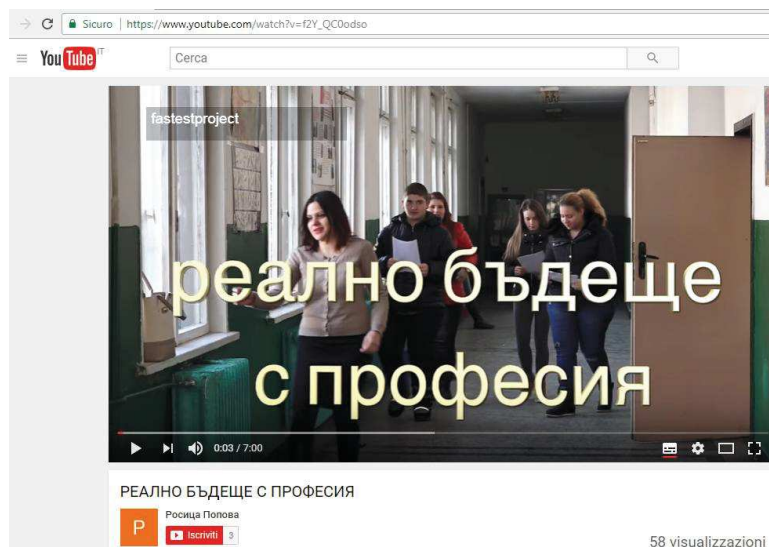 Sicuro | https://www.youtube.com/watch?v=f2Y_QC0odso
YouTube IT
Cerca
fastestproject
реално бъдеще
с професия
0:03 / 7:00
РЕАЛНО БЪДЕЩЕ С ПРОФЕСИЯ
P
Росица Попова
Iscriviti 3
58 visualizzazioni